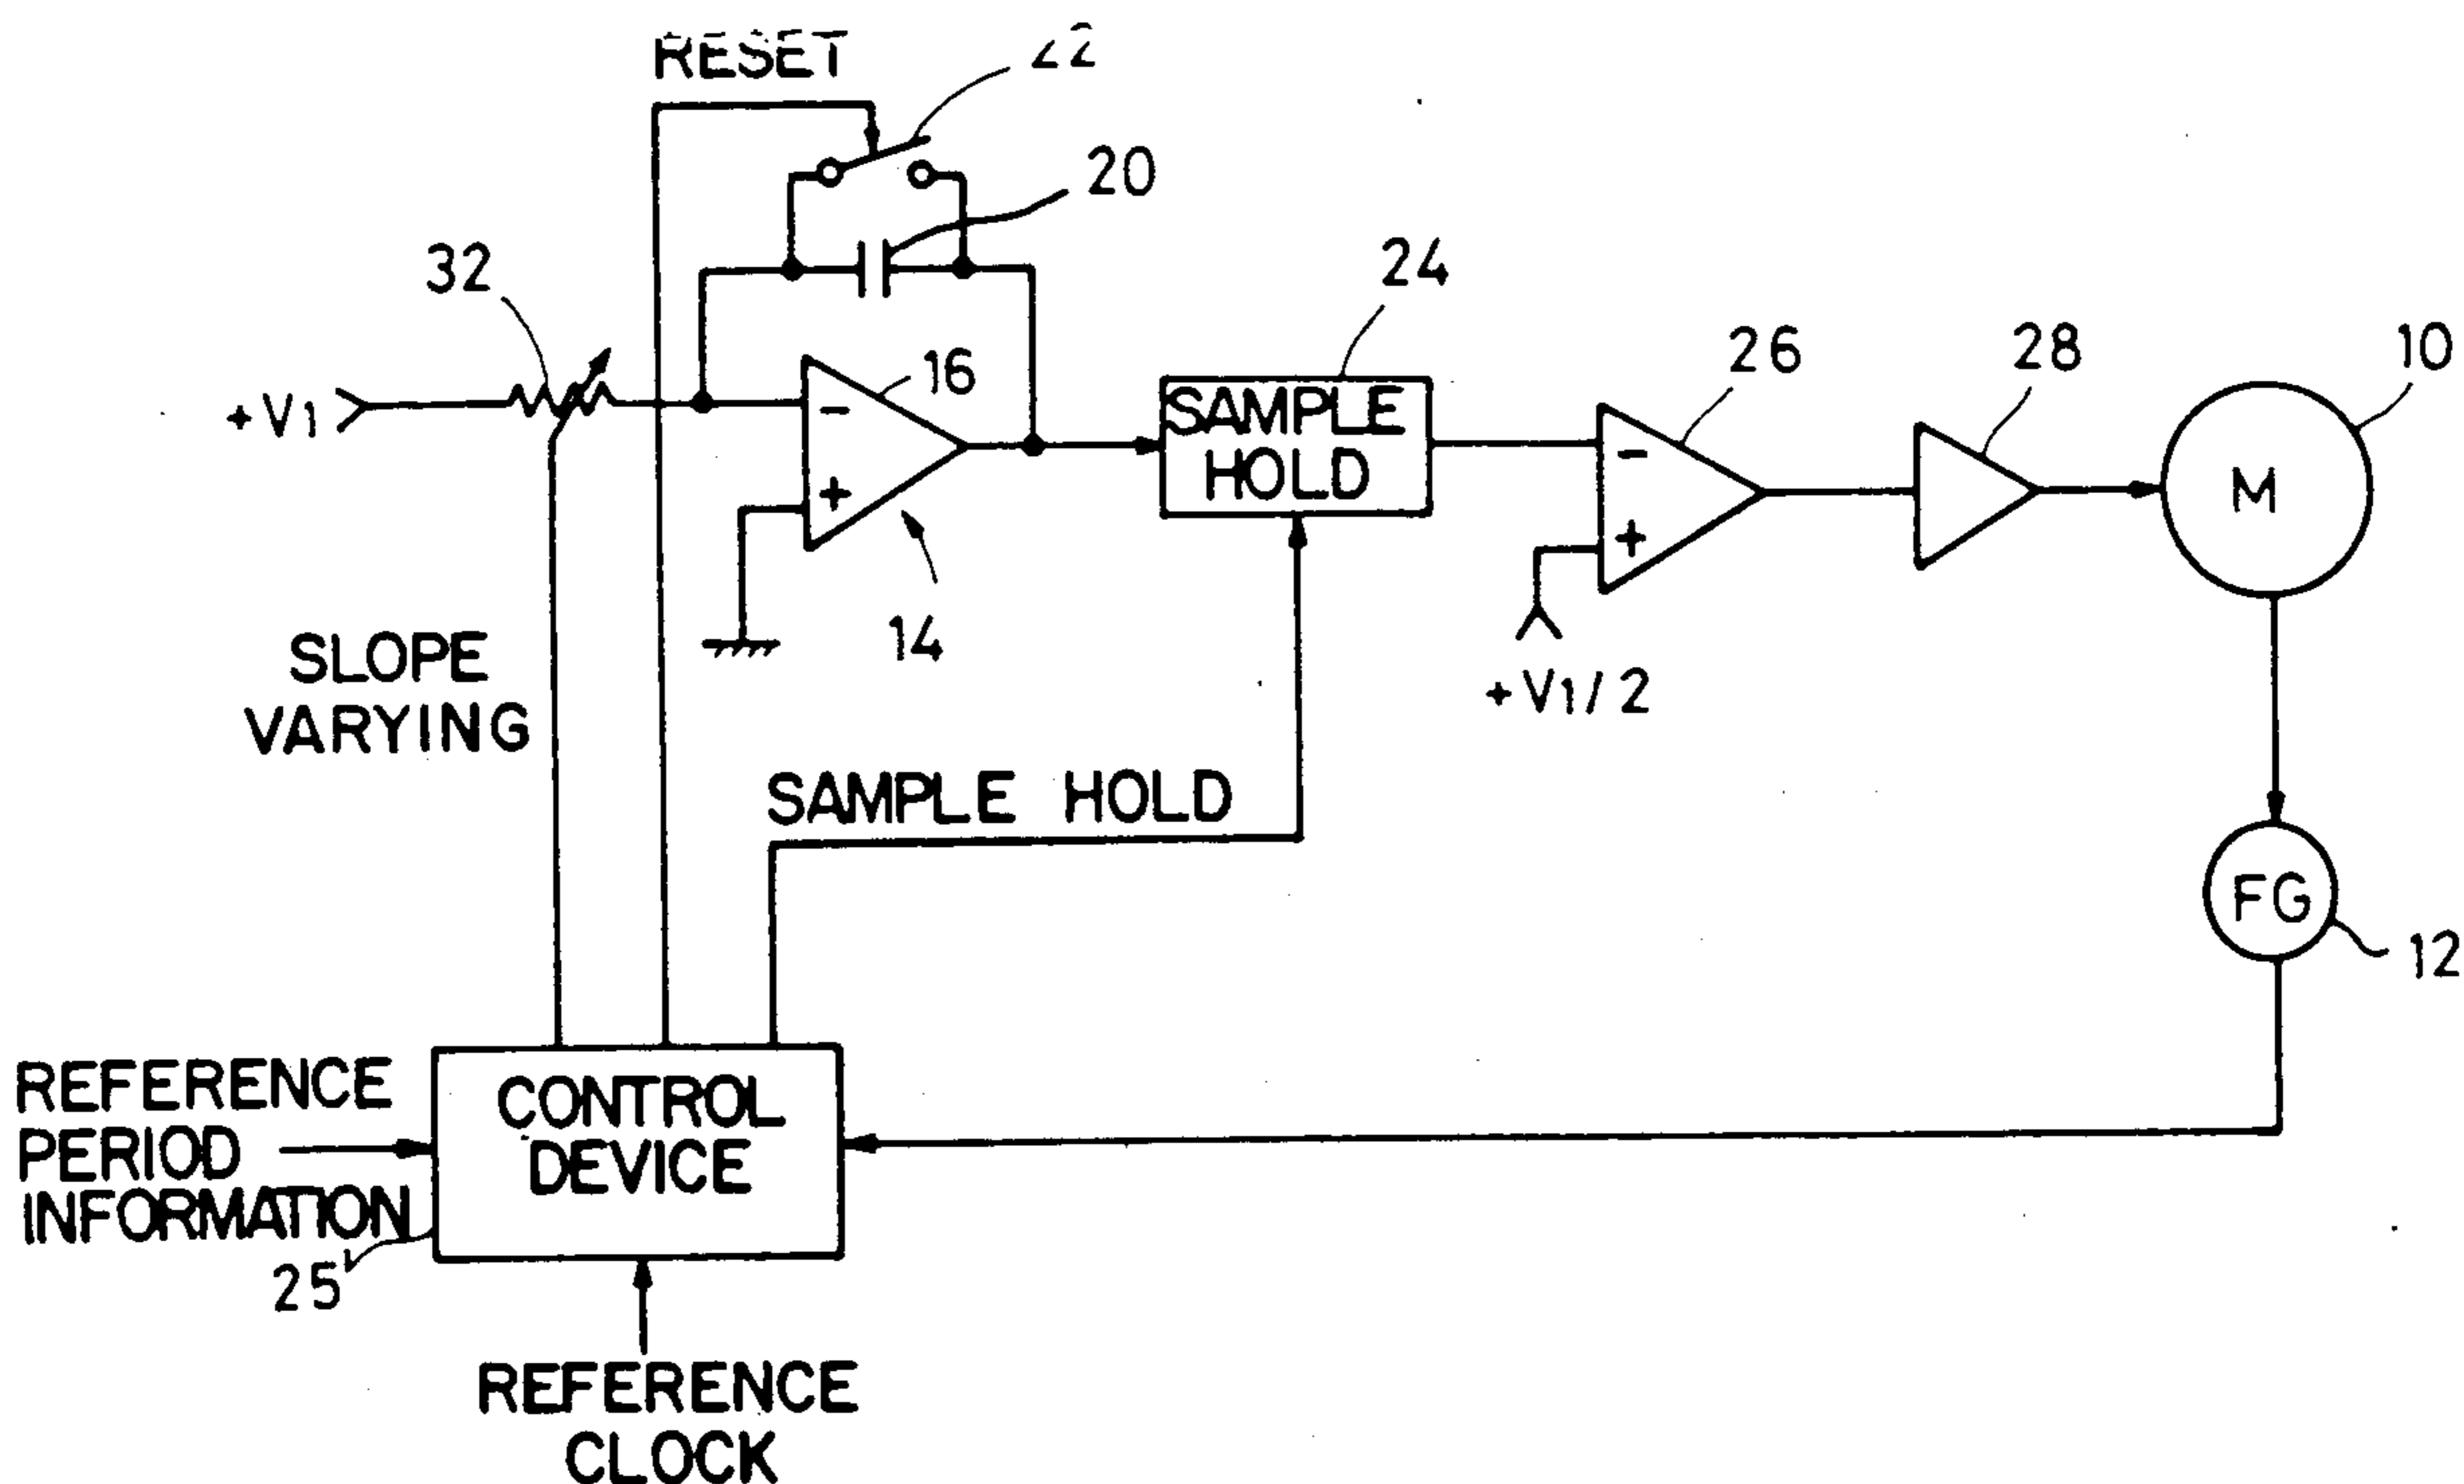 RESET
22
20
32
24
16
26
28
10
+V1
-
+
SAMPLE
HOLD
-
+
M
14
+V1/2
SLOPE
VARYING
SAMPLE HOLD
FG
12
REFERENCE
PERIOD
INFORMATION
CONTROL
DEVICE
25
REFERENCE
CLOCK